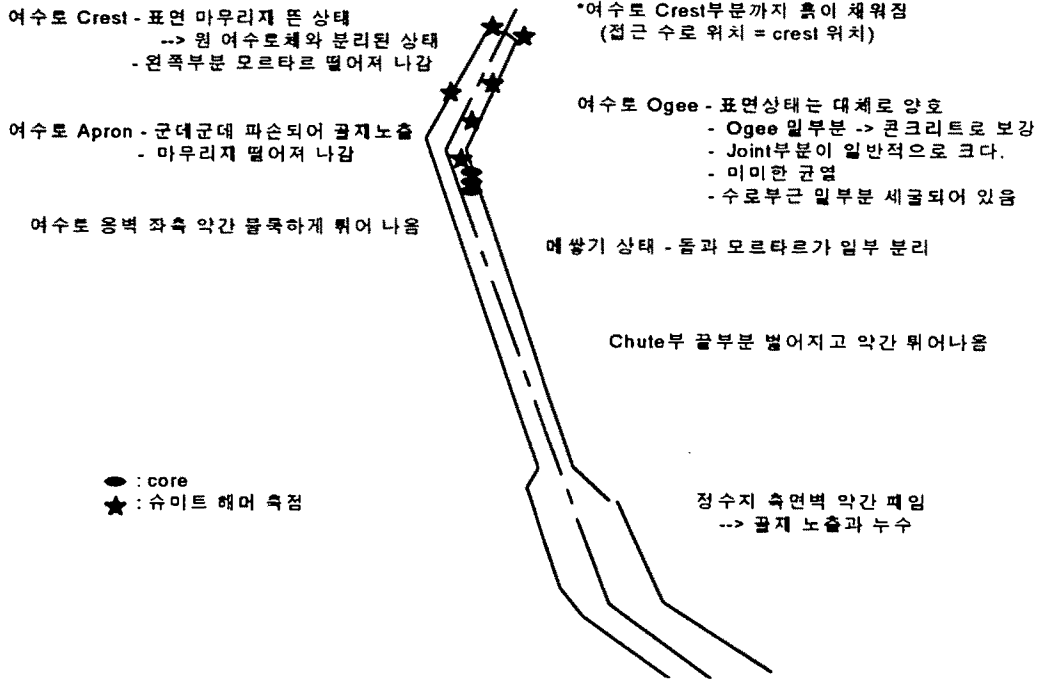 여수로 Crest - 표면 마무리재 뜬 상태
--> 원 여수로체와 분리된 상태
- 왼쪽부분 모르타르 떨어져 나감
여수로 Apron - 군데군데 파손되어 골재노출
- 마무리재 떨어져 나감
여수로 옹벽 좌측 약간 불룩하게 튀어 나옴
*여수로 Crest부분까지 흙이 채워짐
(접근 수로 위치 = crest 위치)
여수로 Ogee - 표면상태는 대체로 양호
- Ogee 밑부분 -> 콘크리트로 보강
- Joint부분이 일반적으로 크다.
- 미미한 균열
- 수로부근 밑부분 세굴되어 있음
메쌓기 상태 - 돌과 모르타르가 일부 분리
Chute부 끝부분 벌어지고 약간 튀어나옴
: core
: 슈미트 해머 측점
정수지 측면벽 약간 패임
--> 골재 노출과 누수